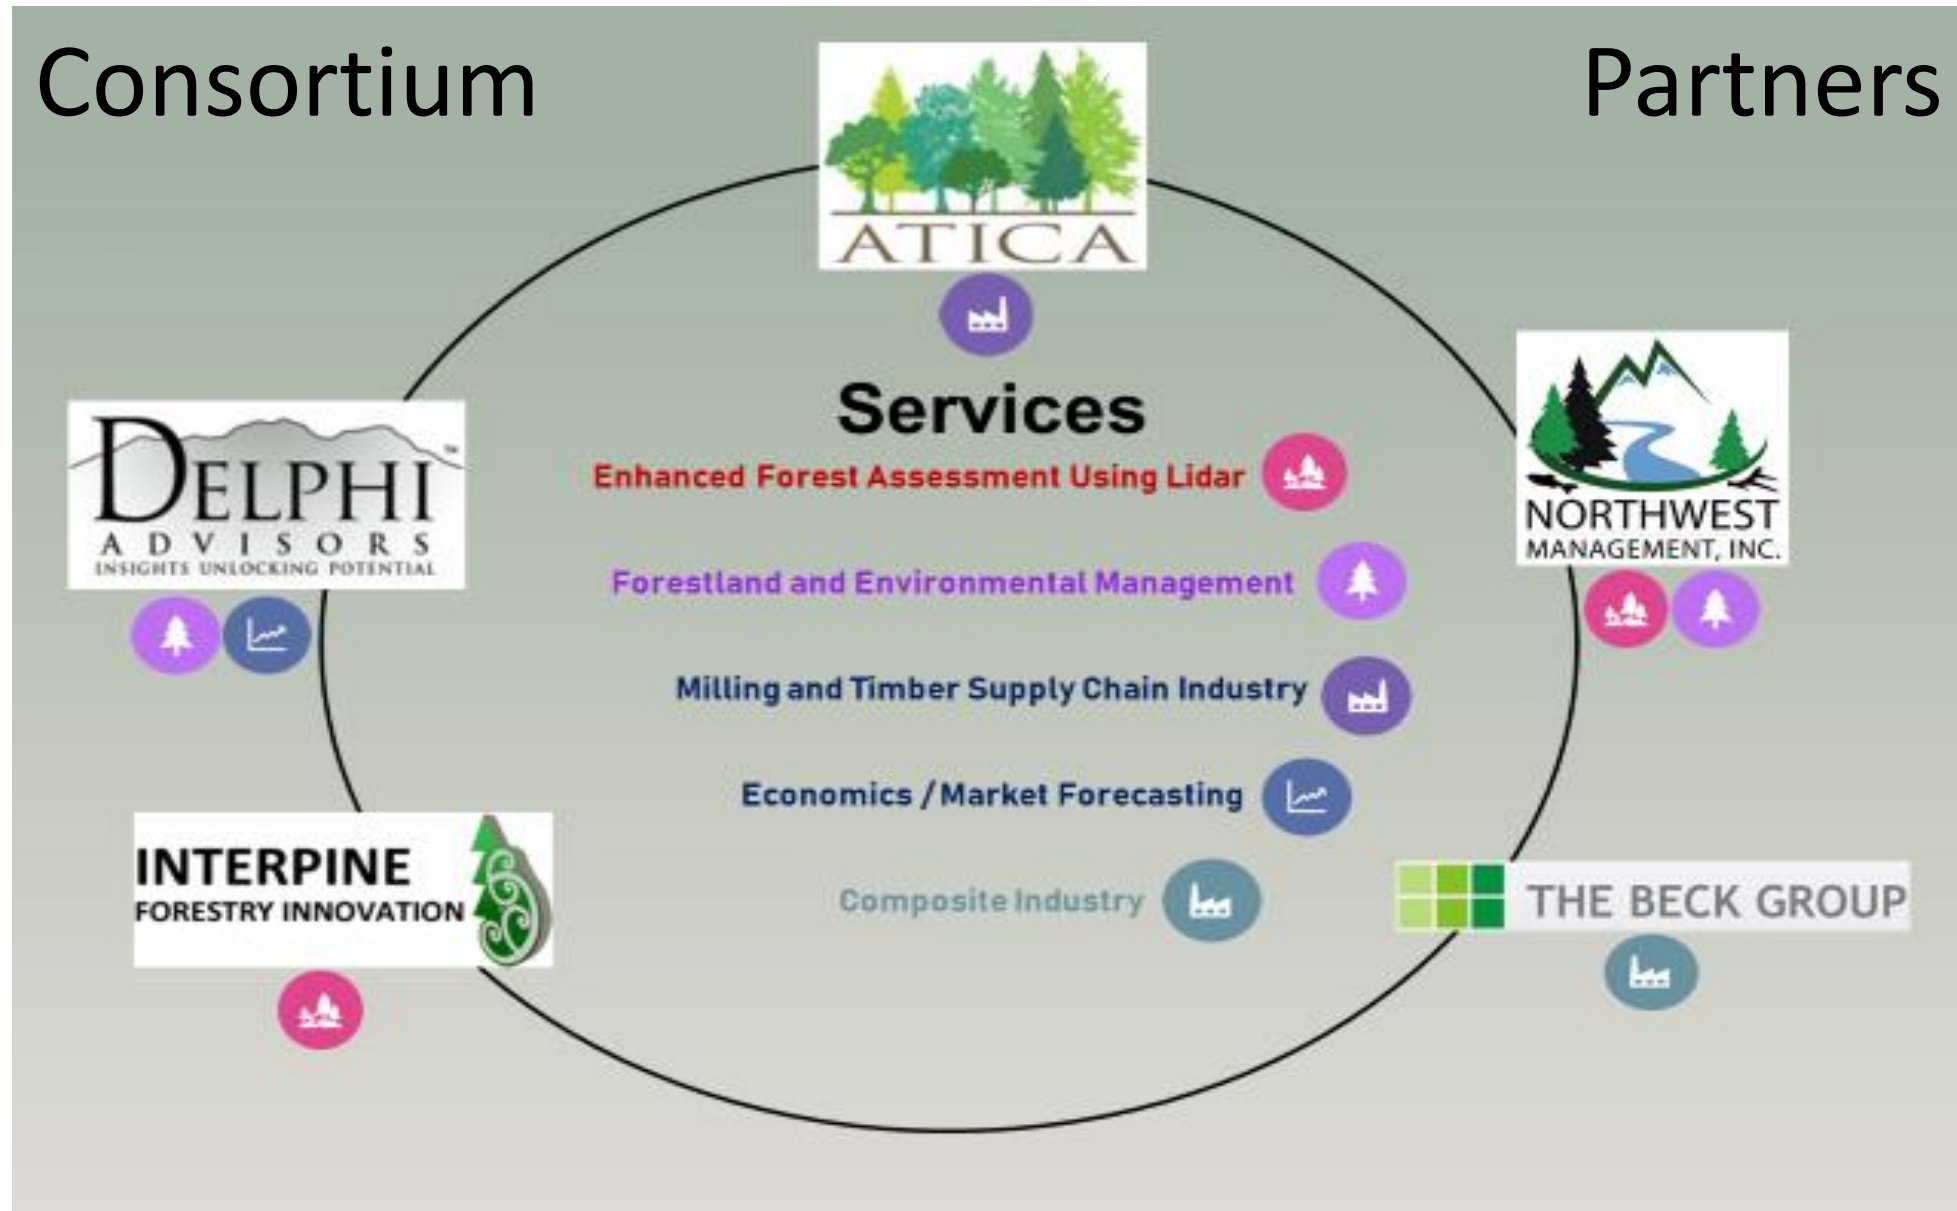 Consortium
Partners
ATICA
Services
DELPHI
ADVISORS
INSIGHTS UNLOCKING POTENTIAL
Enhanced Forest Assessment Using Lidar
NORTHWEST
MANAGEMENT, INC.
Forestland and Environmental Management
Milling and Timber Supply Chain Industry
Economics / Market Forecasting
INTERPINE
FORESTRY INNOVATION
Composite Industry
THE BECK GROUP